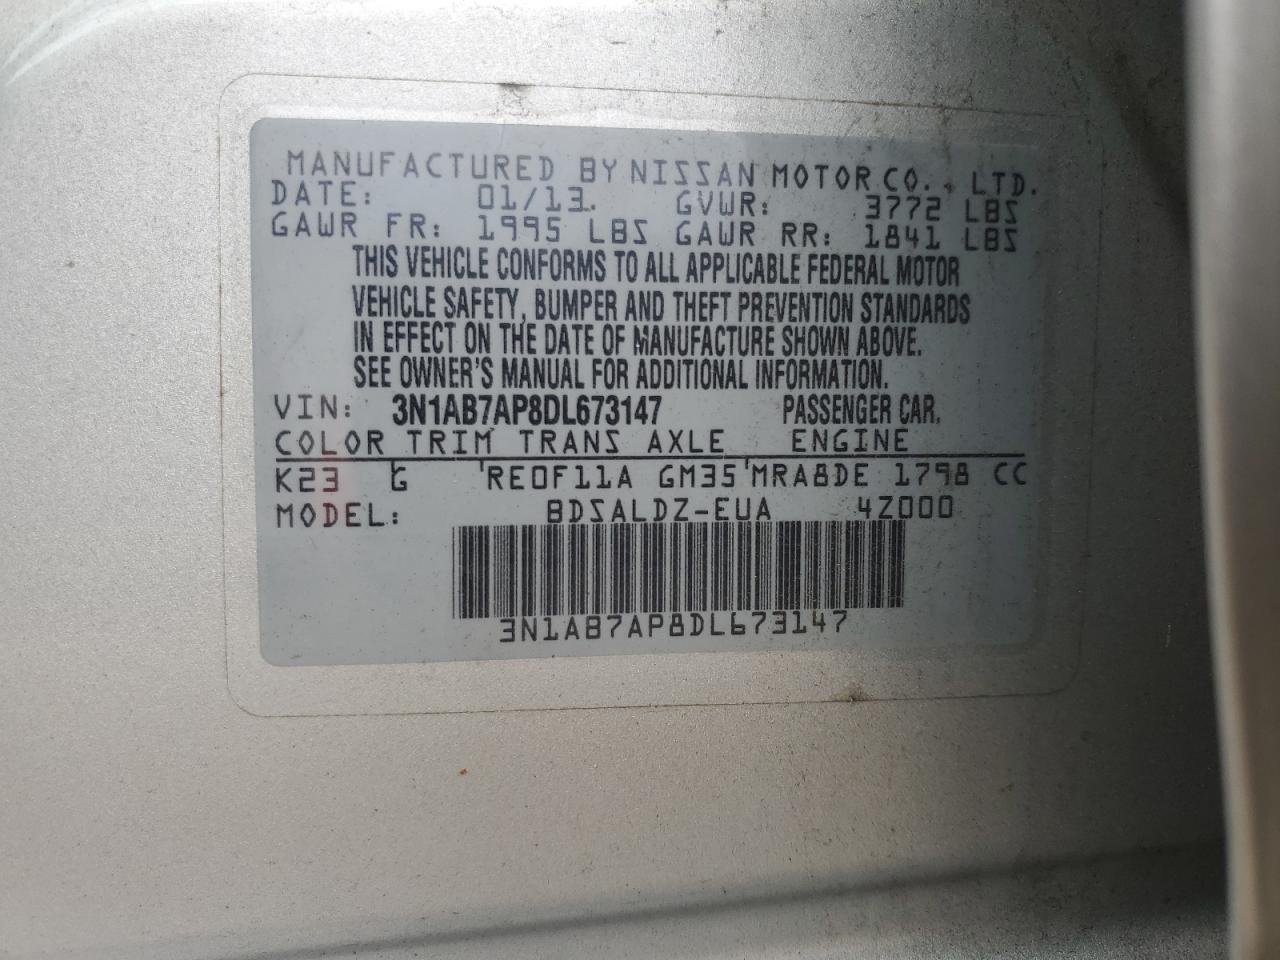 MANUFACTURED BY NISSAN MOTOR CO., LTD.
DATE: 01/13. GVWR: 3772 LBS
GAWR FR: 1995 LBS GAWR RR: 1841 LBS
THIS VEHICLE CONFORMS TO ALL APPLICABLE FEDERAL MOTOR
VEHICLE SAFETY, BUMPER AND THEFT PREVENTION STANDARDS
IN EFFECT ON THE DATE OF MANUFACTURE SHOWN ABOVE.
SEE OWNER'S MANUAL FOR ADDITIONAL INFORMATION.
VIN: 3N1AB7AP8DL673147 PASSENGER CAR.
COLOR TRIM TRANS AXLE ENGINE
K23 G 'RE0F11A GM35'MRA8DE 1798 CC
MODEL: BDSALDZ-EUA 4Z000
3N1AB7AP8DL673147